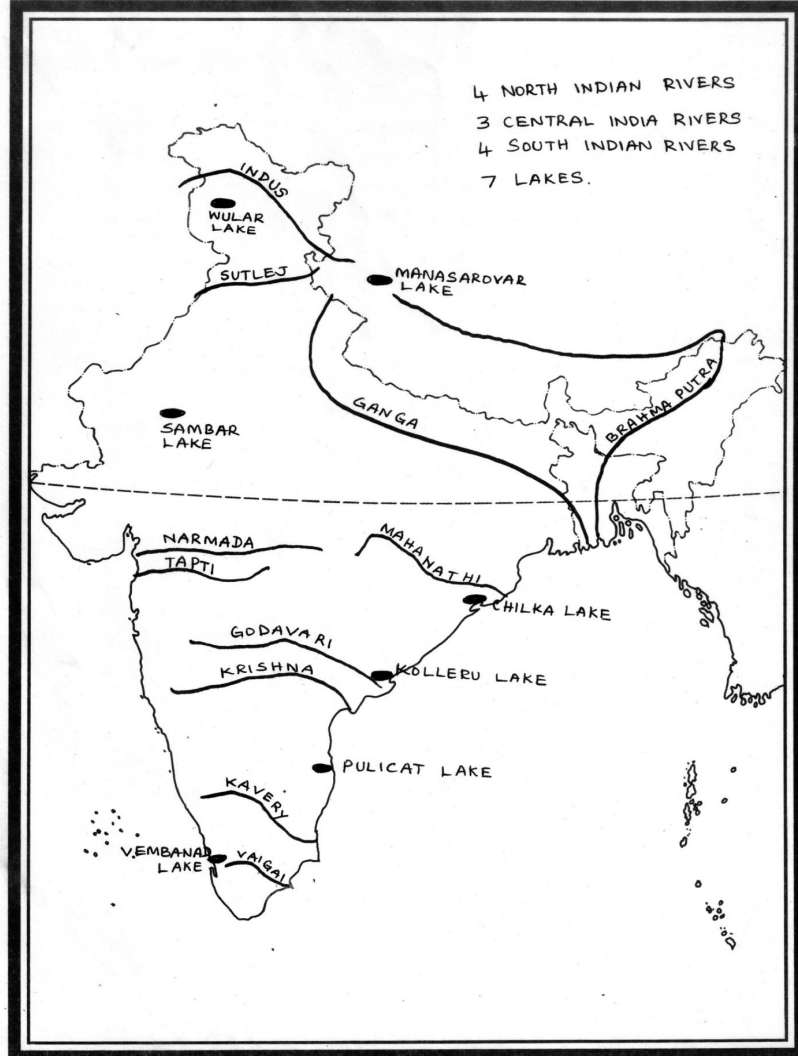 4 NORTH INDIAN RIVERS
3 CENTRAL INDIA RIVERS
4 SOUTH INDIAN RIVERS
7 LAKES.
INDUS
WULAR
LAKE
SUTLEJ
MANASAROVAR
LAKE
GANGA
BRAHMA PUTRA
SAMBAR
LAKE
NARMADA
TAPTI
MAHANATHI
CHILKA LAKE
GODAVARI
KRISHNA
KOLLERU LAKE
PULICAT LAKE
KAVERY
VEMBANAD
LAKE
VAIGAI